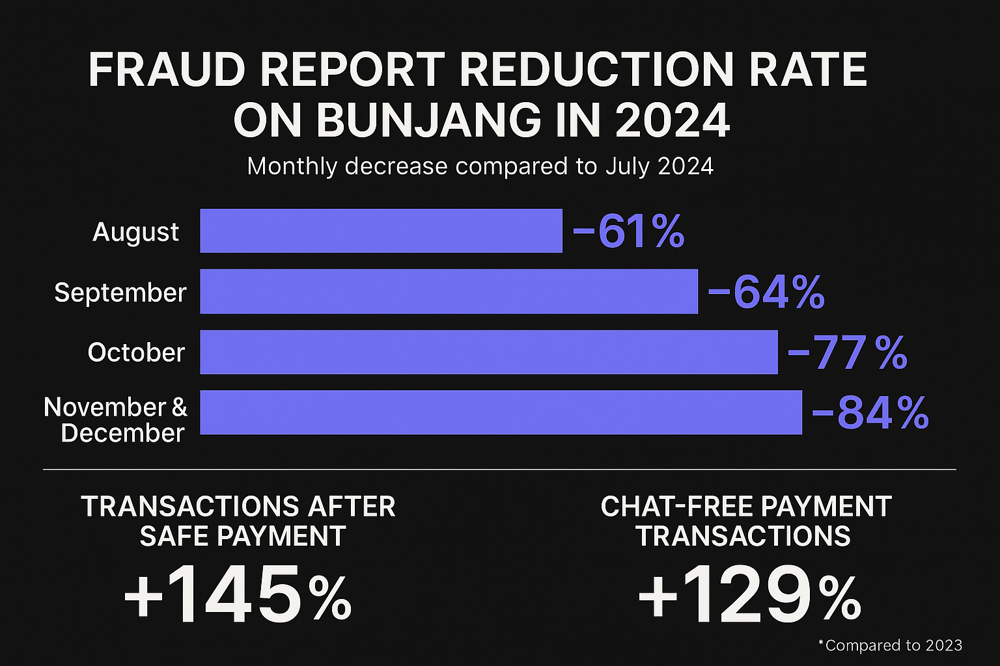 FRAUD REPORT REDUCTION RATE
ON BUNJANG IN 2024
Monthly decrease compared to July 2024
August −61%
September −64%
October −77%
November &
December −84%
TRANSACTIONS AFTER
SAFE PAYMENT
+145%
CHAT-FREE PAYMENT
TRANSACTIONS
+129%
*Compared to 2023